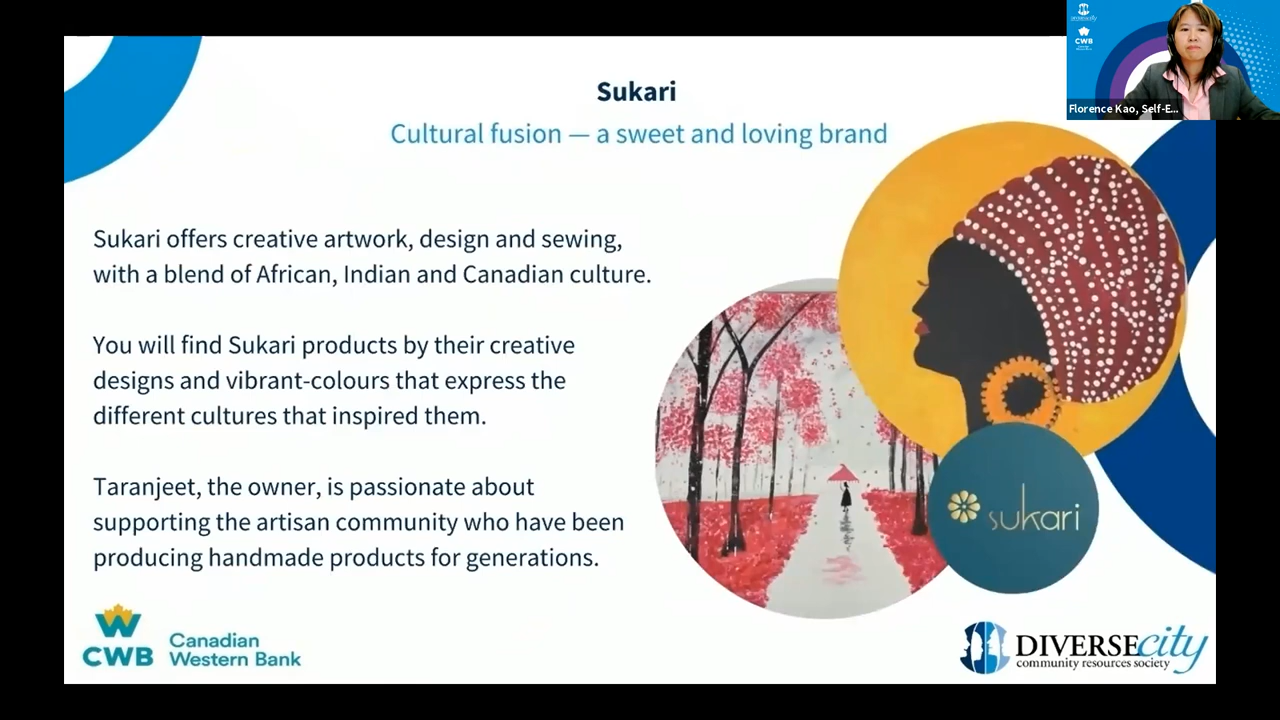 Sukari
Cultural fusion — a sweet and loving brand
Sukari offers creative artwork, design and sewing,
with a blend of African, Indian and Canadian culture.
You will find Sukari products by their creative
designs and vibrant-colours that express the
different cultures that inspired them.
Taranjeet, the owner, is passionate about
supporting the artisan community who have been
producing handmade products for generations.
sukari
CWB
Canadian
Western Bank
DIVERSEcity
community resources society
CWB
Florence Kao, Self-E...